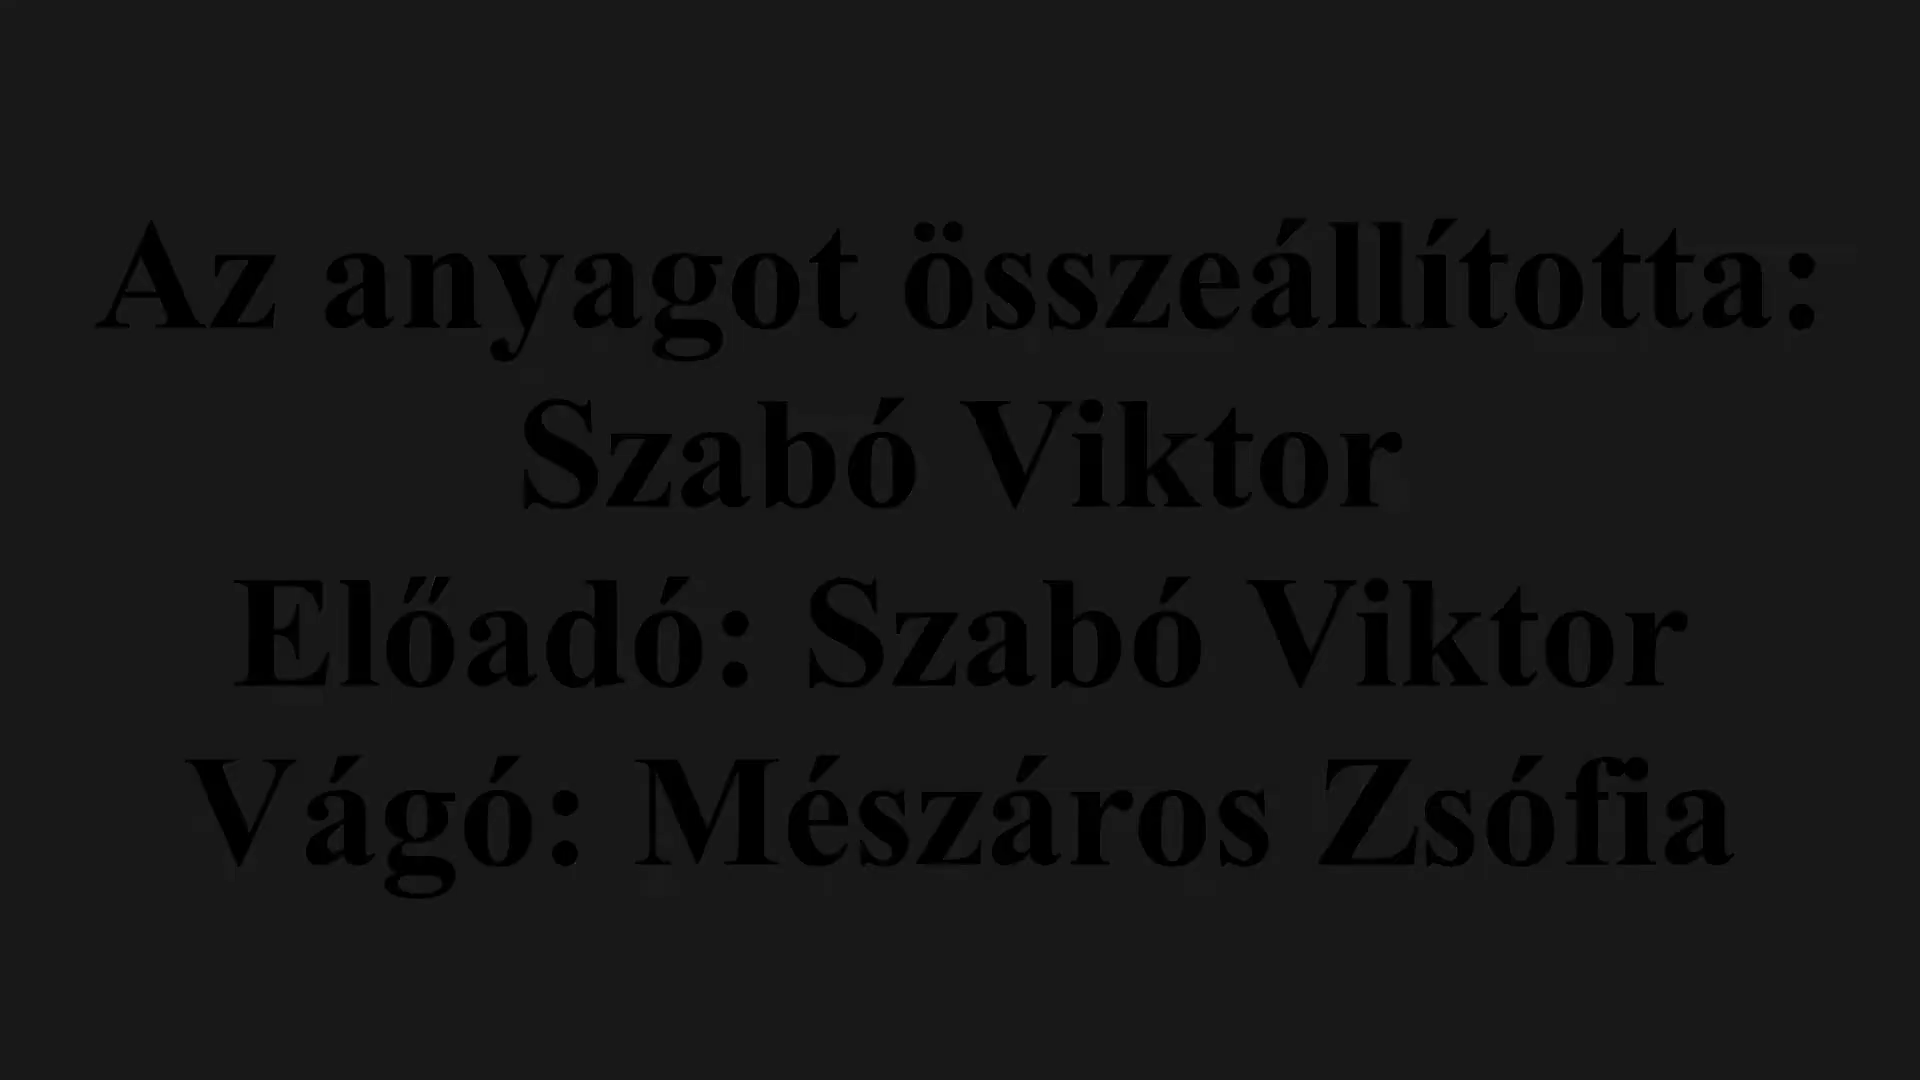 Az anyagot összeállította:
Szabó Viktor
Előadó: Szabó Viktor
Vágó: Mészáros Zsófia